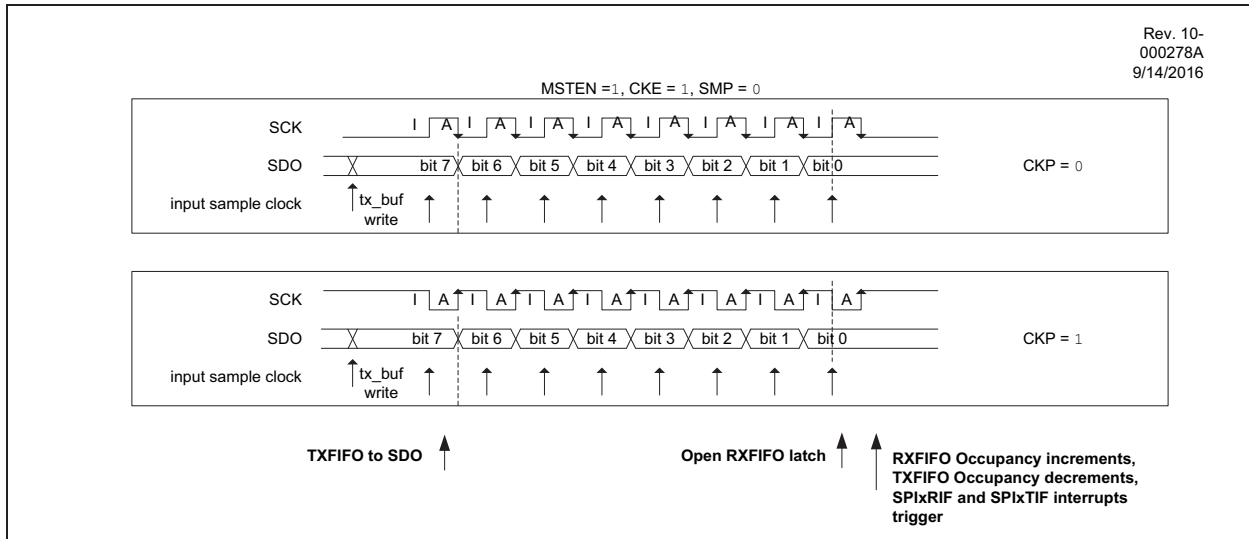 Rev. 10-
000278A
9/14/2016
MSTEN =1, CKE = 1, SMP = 0
SCK I A I A I A I A I A I A I A I A
SDO bit 7 bit 6 bit 5 bit 4 bit 3 bit 2 bit 1 bit 0 CKP = 0
input sample clock tx_buf
write
SCK I A I A I A I A I A I A I A I A
SDO bit 7 bit 6 bit 5 bit 4 bit 3 bit 2 bit 1 bit 0 CKP = 1
input sample clock tx_buf
write
TXFIFO to SDO Open RXFIFO latch RXFIFO Occupancy increments,
TXFIFO Occupancy decrements,
SPIxRIF and SPIxTIF interrupts
trigger